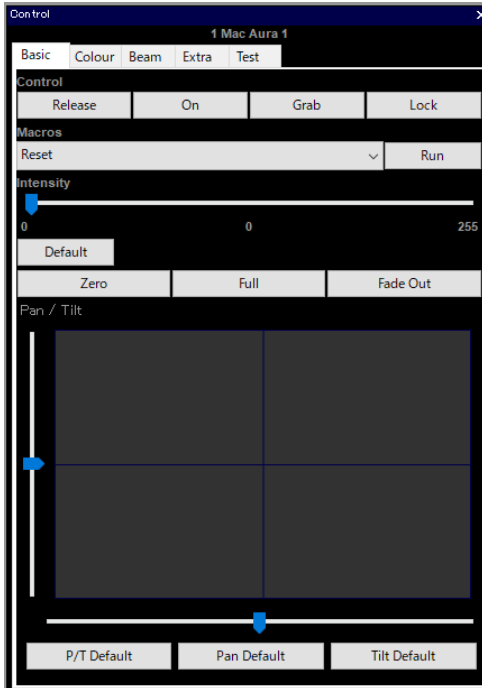 Control
1 Mac Aura 1
Basic Colour Beam Extra Test
Control
Release On Grab Lock
Macros
Reset Run
Intensity
0 0 255
Default
Zero Full Fade Out
Pan / Tilt
P/T Default Pan Default Tilt Default